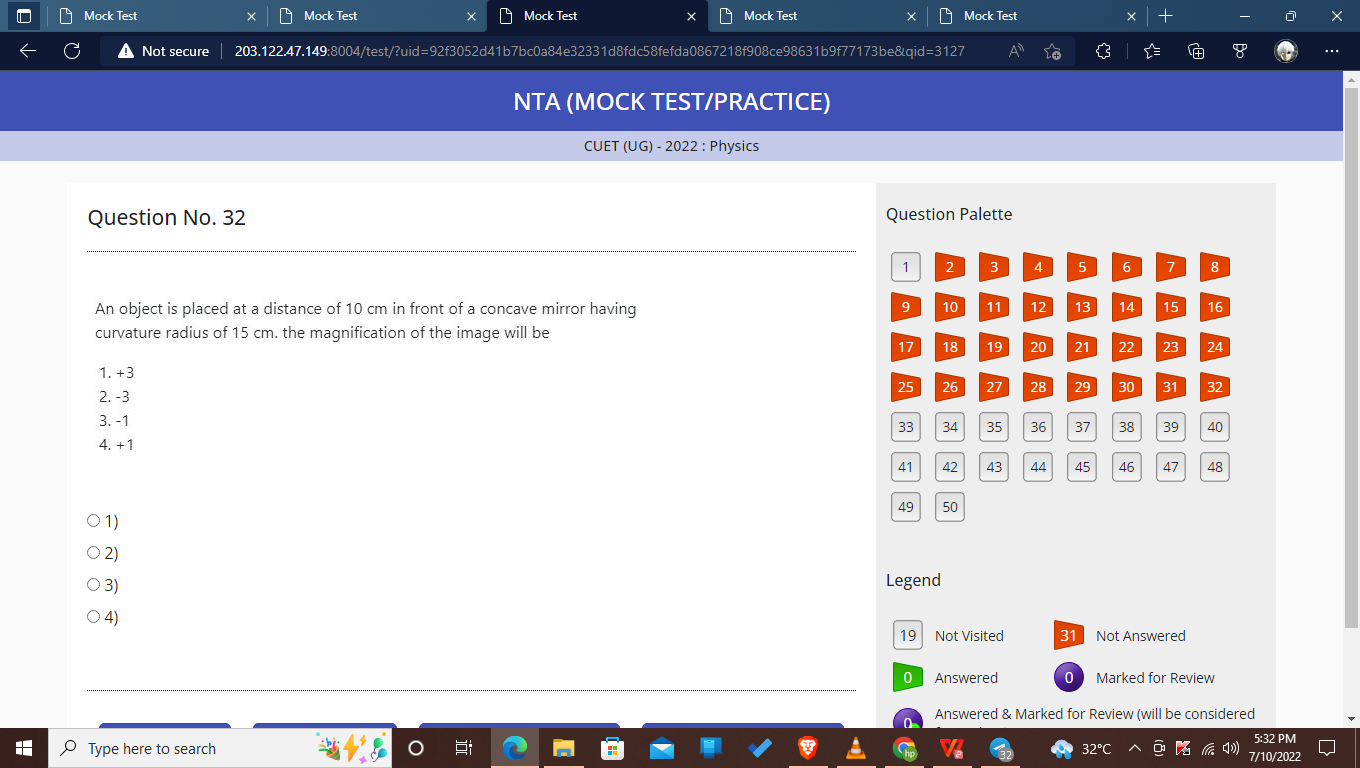 Mock Test
Mock Test
Mock Test
Mock Test
Mock Test
Not secure
203.122.47.149:8004/test/?uid=92f3052d41b7bc0a84e32331d8fdc58fefda0867218f908ce98631b9f77173be&qid=3127
NTA (MOCK TEST/PRACTICE)
CUET (UG) - 2022 : Physics
Question No. 32
An object is placed at a distance of 10 cm in front of a concave mirror having
curvature radius of 15 cm. the magnification of the image will be
1. +3
2. -3
3. -1
4. +1
1)
2)
3)
4)
Question Palette
1 2 3 4 5 6 7 8
9 10 11 12 13 14 15 16
17 18 19 20 21 22 23 24
25 26 27 28 29 30 31 32
33 34 35 36 37 38 39 40
41 42 43 44 45 46 47 48
49 50
Legend
19 Not Visited 31 Not Answered
0 Answered 0 Marked for Review
0 Answered & Marked for Review (will be considered
Type here to search
hp
32
32°C
5:32 PM
7/10/2022